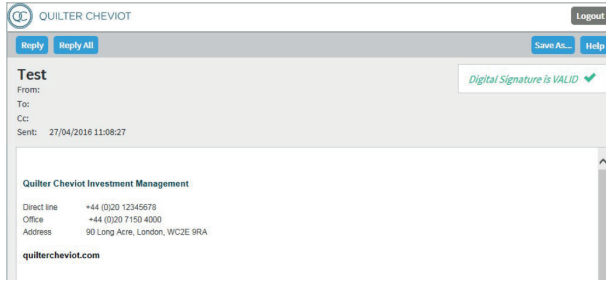 QC QUILTER CHEVIOT
Logout
Reply Reply All Save As... Help
Test
Digital Signature is VALID
From:
To:
Cc:
Sent: 27/04/2016 11:08:27
Quilter Cheviot Investment Management
Direct line +44 (0)20 12345678
Office +44 (0)20 7150 4000
Address 90 Long Acre, London, WC2E 9RA
quiltercheviot.com